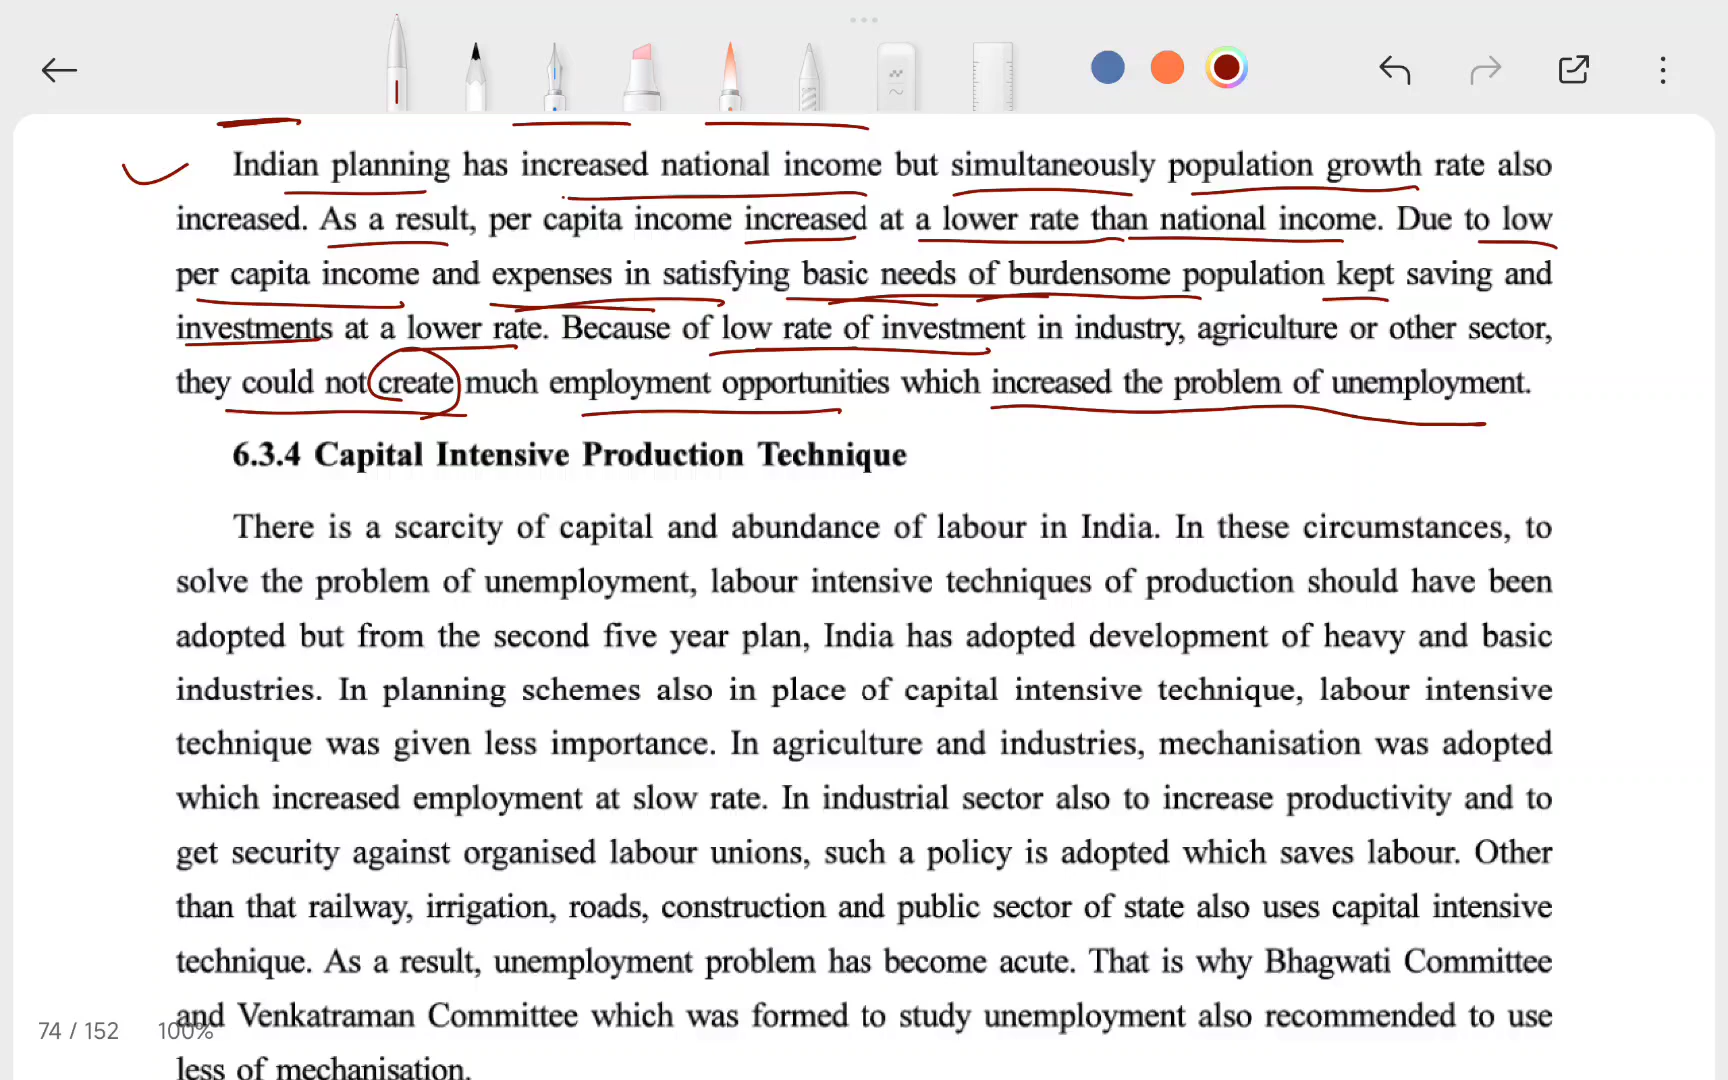 Indian planning has increased national income but simultaneously population growth rate also
increased. As a result, per capita income increased at a lower rate than national income. Due to low
per capita income and expenses in satisfying basic needs of burdensome population kept saving and
investments at a lower rate. Because of low rate of investment in industry, agriculture or other sector,
they could not create much employment opportunities which increased the problem of unemployment.
6.3.4 Capital Intensive Production Technique
There is a scarcity of capital and abundance of labour in India. In these circumstances, to
solve the problem of unemployment, labour intensive techniques of production should have been
adopted but from the second five year plan, India has adopted development of heavy and basic
industries. In planning schemes also in place of capital intensive technique, labour intensive
technique was given less importance. In agriculture and industries, mechanisation was adopted
which increased employment at slow rate. In industrial sector also to increase productivity and to
get security against organised labour unions, such a policy is adopted which saves labour. Other
than that railway, irrigation, roads, construction and public sector of state also uses capital intensive
technique. As a result, unemployment problem has become acute. That is why Bhagwati Committee
and Venkatraman Committee which was formed to study unemployment also recommended to use
74 / 152 100%
less of mechanisation.